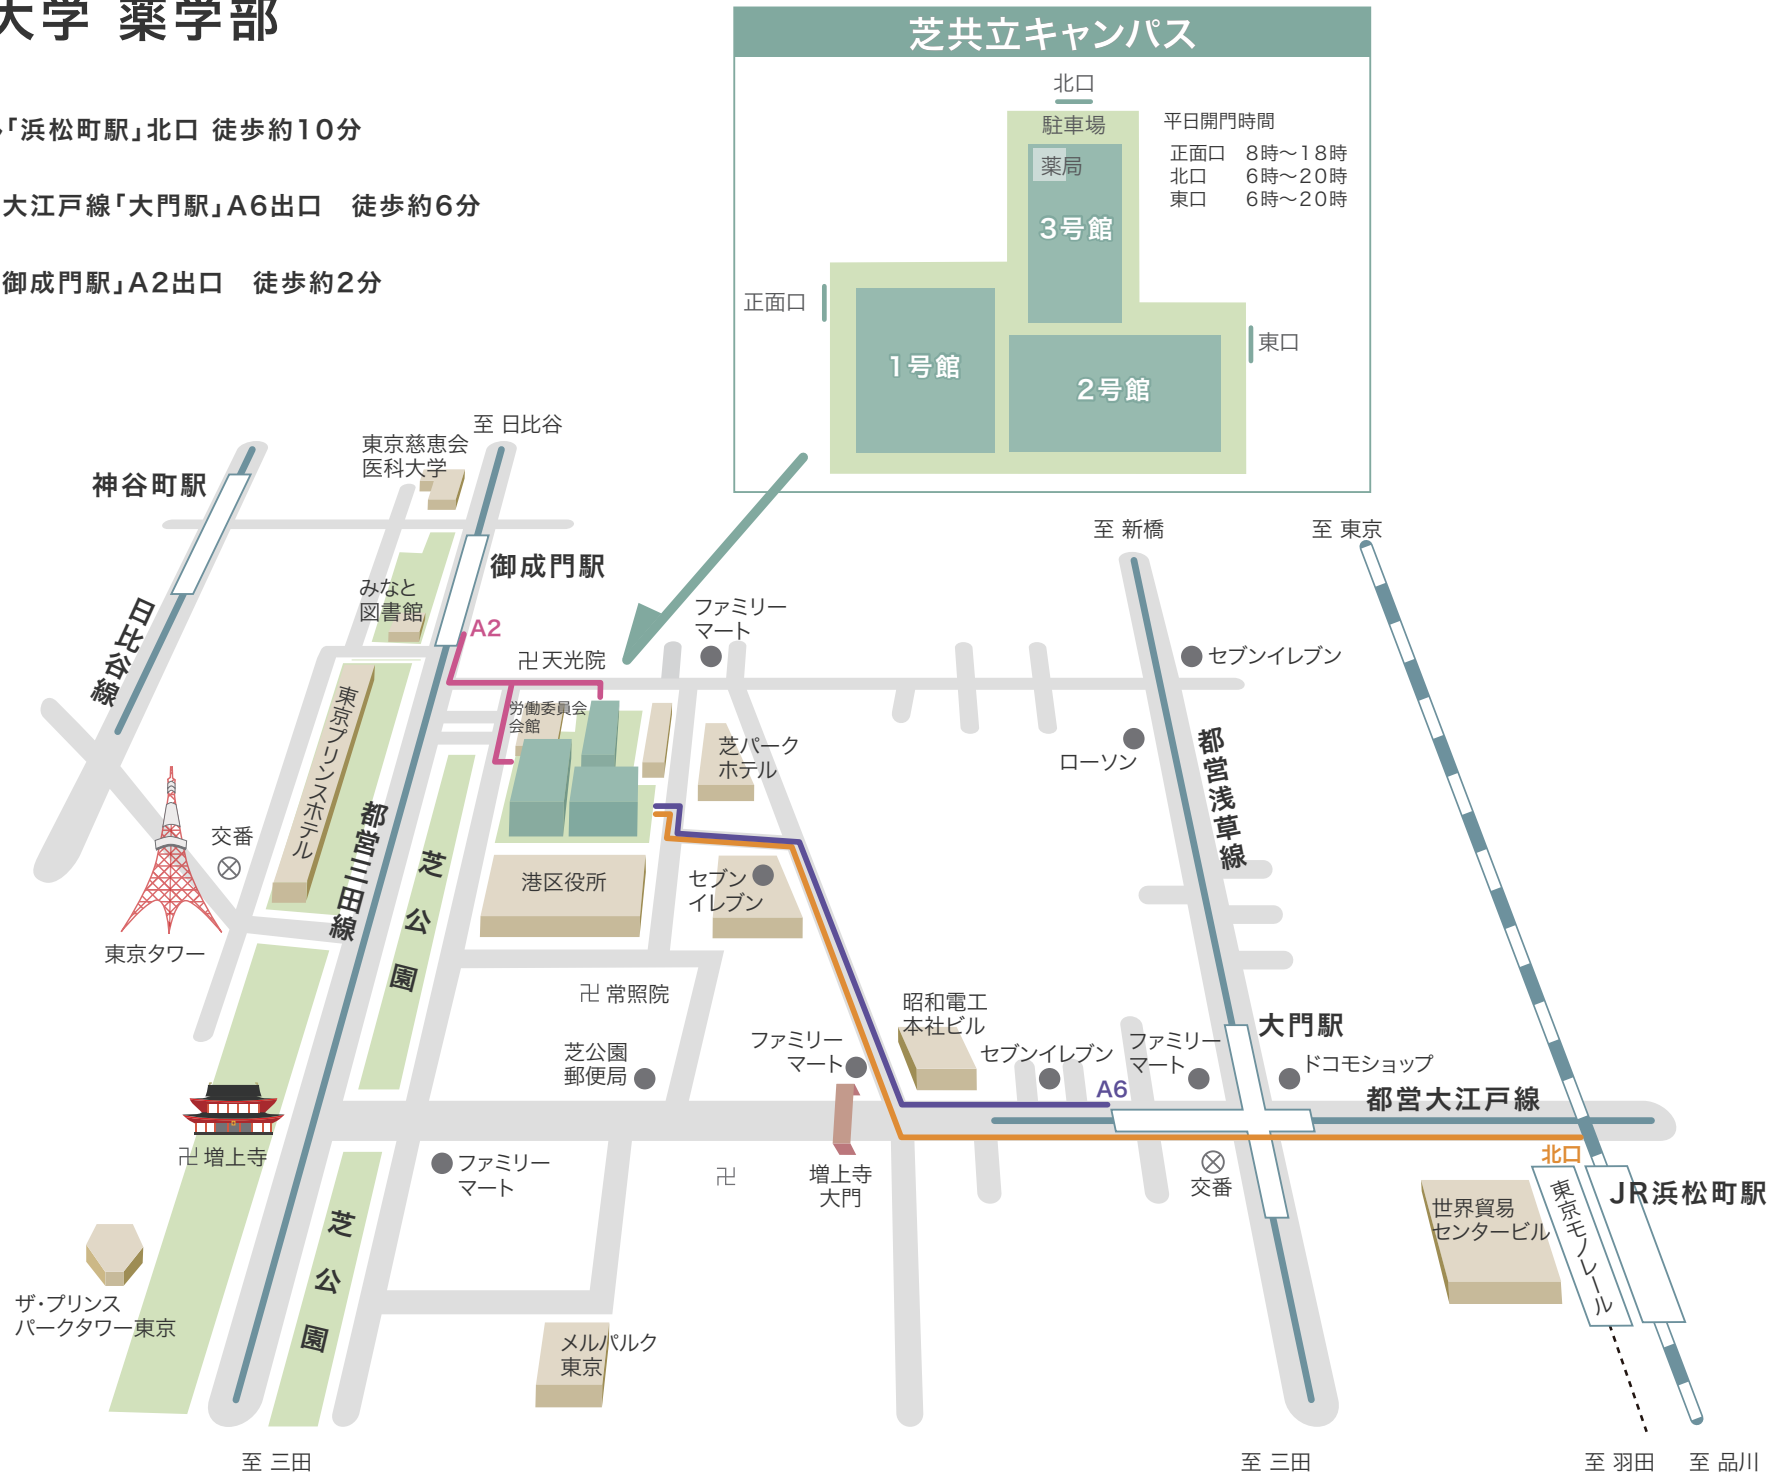 大学 薬学部
「浜松町駅」北口 徒歩約10分
大江戸線「大門駅」A6出口 徒歩約6分
御成門駅」A2出口 徒歩約2分
芝共立キャンパス
北口
駐車場
薬局
3号館
平日開門時間
正面口 8時～18時
北口 6時～20時
東口 6時～20時
正面口
1号館
2号館
東口
至 日比谷
東京慈恵会
医科大学
神谷町駅
御成門駅
至 新橋
至 東京
みなと
図書館
A2
日比谷線
卍天光院
ファミリー
マート
セブンイレブン
東京プリンスホテル
労働委員会
会館
芝パーク
ホテル
ローソン
都営浅草線
交番
都営三田線
芝公園
港区役所
セブン
イレブン
東京タワー
卍 常照院
昭和電工
本社ビル
芝公園
郵便局
ファミリー
マート
セブンイレブン
ファミリー
マート
大門駅
ドコモショップ
A6
都営大江戸線
卍 増上寺
ファミリー
マート
卍
増上寺
大門
交番
北口
世界貿易
センタービル
東京モノレール
JR浜松町駅
芝公園
ザ・プリンス
パークタワー東京
メルパルク
東京
至 三田
至 三田
至 羽田
至 品川